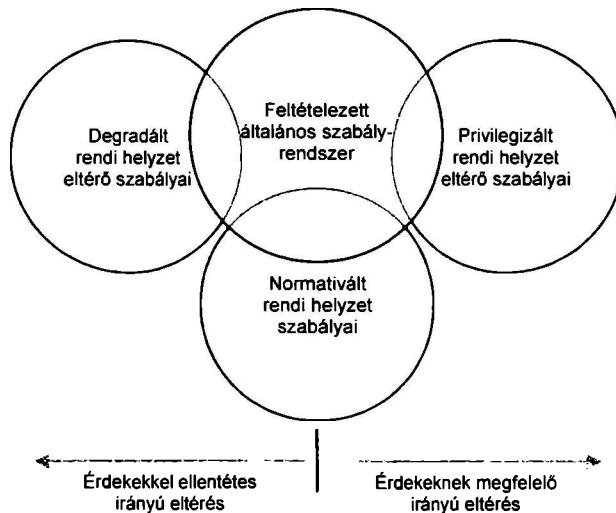 Degradált
rendi helyzet
eltérő szabályai
Feltételezett
általános szabály-
rendszer
Privilegizált
rendi helyzet
eltérő szabályai
Normativált
rendi helyzet
szabályai
Érdekekkel ellentétes
irányú eltérés
Érdekeknek megfelelő
irányú eltérés